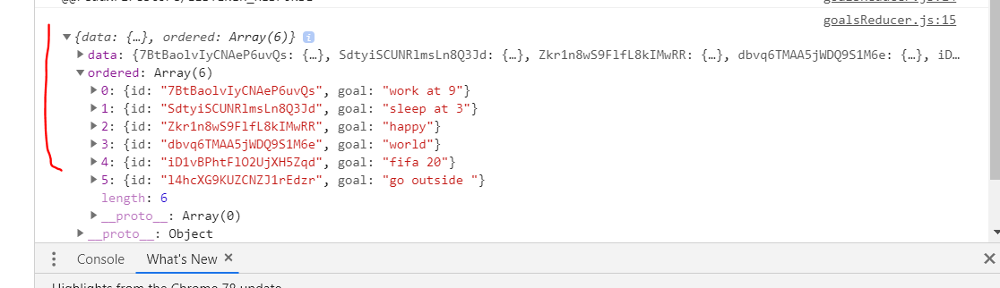 goalsReducer.js:15
{data: {…}, ordered: Array(6)} i
data: {7BtBaolvIyCNAeP6uvQs: {…}, SdtyiSCUNRlmsLn8Q3Jd: {…}, Zkr1n8wS9FlfL8kIMwRR: {…}, dbvq6TMAA5jWDQ9S1M6e: {…}, iD…
ordered: Array(6)
0: {id: "7BtBaolvIyCNAeP6uvQs", goal: "work at 9"}
1: {id: "SdtyiSCUNRlmsLn8Q3Jd", goal: "sleep at 3"}
2: {id: "Zkr1n8wS9FlfL8kIMwRR", goal: "happy"}
3: {id: "dbvq6TMAA5jWDQ9S1M6e", goal: "world"}
4: {id: "iD1vBPhtFlO2UjXH5Zqd", goal: "fifa 20"}
5: {id: "l4hcXG9KUZCNZJ1rEdzr", goal: "go outside "}
length: 6
__proto__: Array(0)
__proto__: Object
Console What's New ×
Highlights from the Chrome 78 update